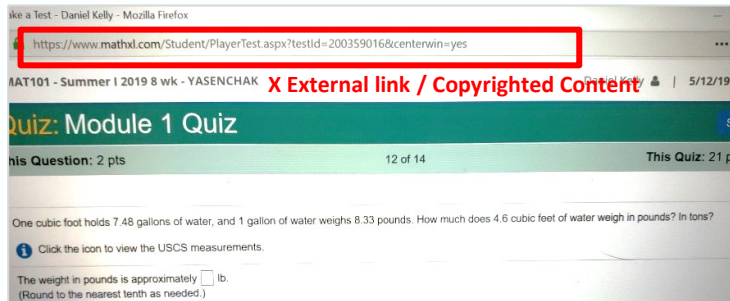 ake a Test - Daniel Kelly - Mozilla Firefox
https://www.mathxl.com/Student/PlayerTest.aspx?testId=200359016&centerwin=yes
MAT101 - Summer I 2019 8 wk - YASENCHAK
X External link / Copyrighted Content
Daniel Kelly | 5/12/19
Quiz: Module 1 Quiz
his Question: 2 pts
12 of 14
This Quiz: 21 p
One cubic foot holds 7.48 gallons of water, and 1 gallon of water weighs 8.33 pounds. How much does 4.6 cubic feet of water weigh in pounds? In tons?
Click the icon to view the USCS measurements.
The weight in pounds is approximately lb.
(Round to the nearest tenth as needed.)